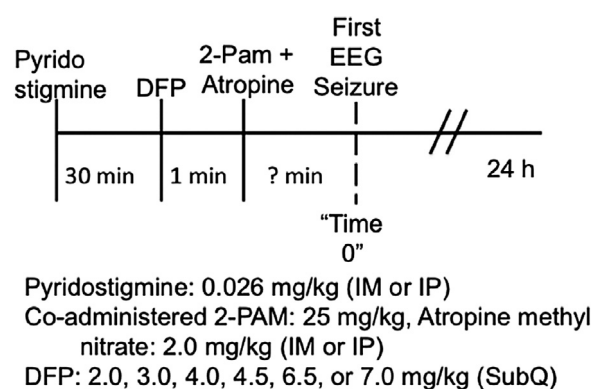 First
Pyrido 2-Pam + EEG
stigmine DFP Atropine Seizure
30 min 1 min ? min 24 h
“Time
0”
Pyridostigmine: 0.026 mg/kg (IM or IP)
Co-administered 2-PAM: 25 mg/kg, Atropine methyl
nitrate: 2.0 mg/kg (IM or IP)
DFP: 2.0, 3.0, 4.0, 4.5, 6.5, or 7.0 mg/kg (SubQ)